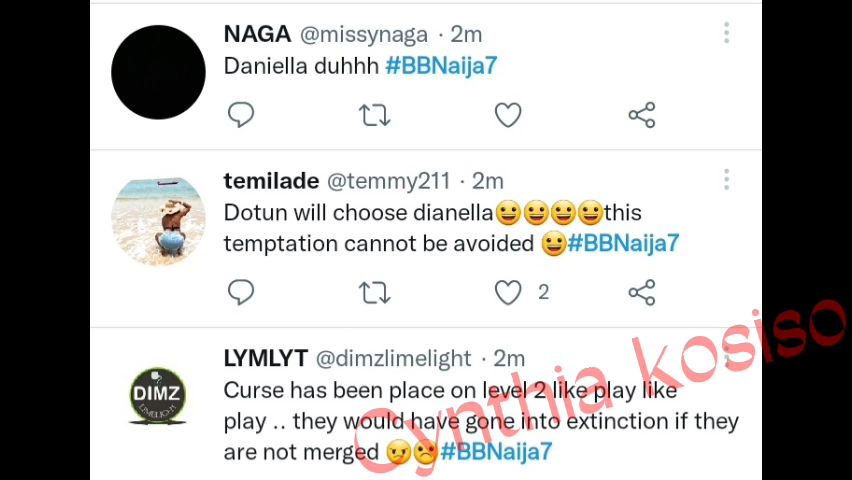 NAGA @missynaga · 2m
Daniella duhhh #BBNaija7
temilade @temmy211 · 2m
Dotun will choose dianella😀😀😀😀this
temptation cannot be avoided 😀#BBNaija7
2
LYMLYT @dimzlimelight · 2m
DIMZ
Curse has been place on level 2 like play like
play .. they would have gone into extinction if they
are not merged 🤒🤒#BBNaija7
Cynthia kosiso